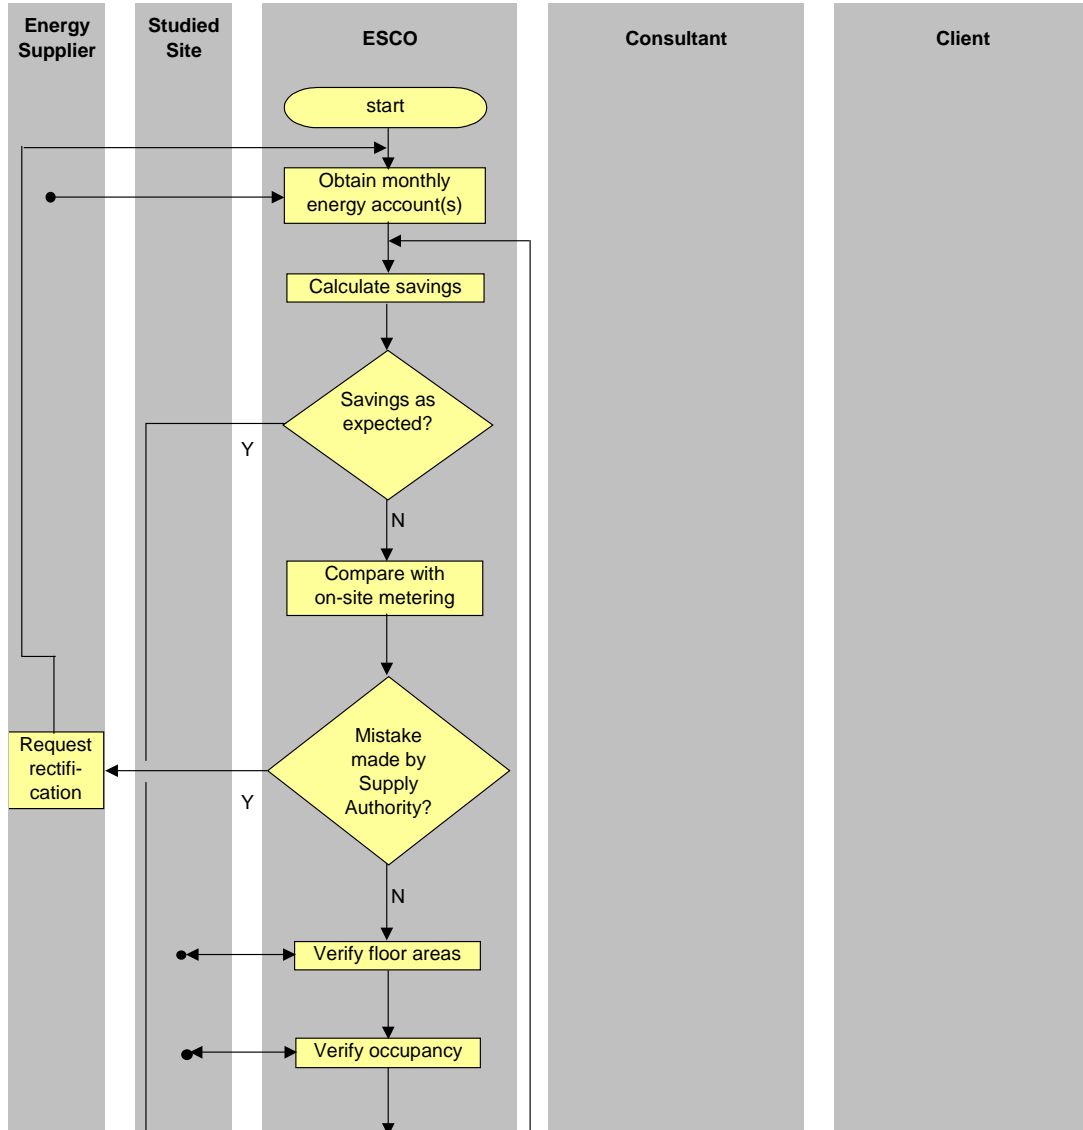 Energy
Supplier
Studied
Site
ESCO
Consultant
Client
start
Obtain monthly
energy account(s)
Calculate savings
Savings as
expected?
Y
N
Compare with
on-site metering
Mistake
made by
Supply
Authority?
Request
rectifi-
cation
Y
N
Verify floor areas
Verify occupancy